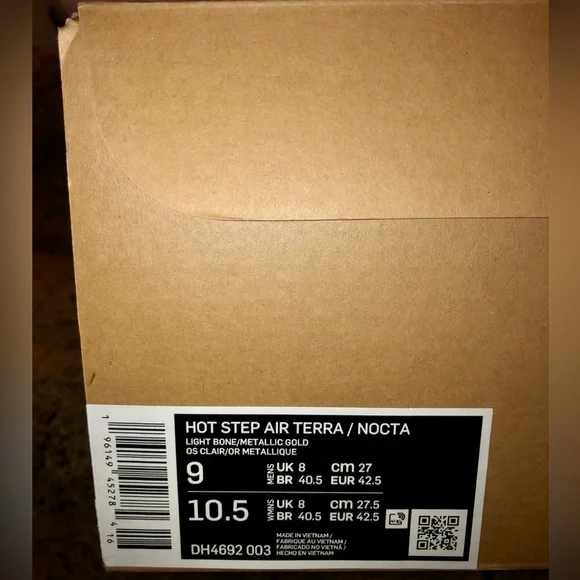 HOT STEP AIR TERRA / NOCTA
LIGHT BONE/METALLIC GOLD
OS CLAIR/OR METALLIQUE
9 MENS UK 8 cm 27
BR 40.5 EUR 42.5
10.5 WMNS UK 8 cm 27.5
BR 40.5 EUR 42.5
DH4692 003
MADE IN VIETNAM /
FABRIQUE AU VIETNAM /
FABRICADO NO VIETNÃ /
HECHO EN VIETNAM
1 96149 45278 4 16